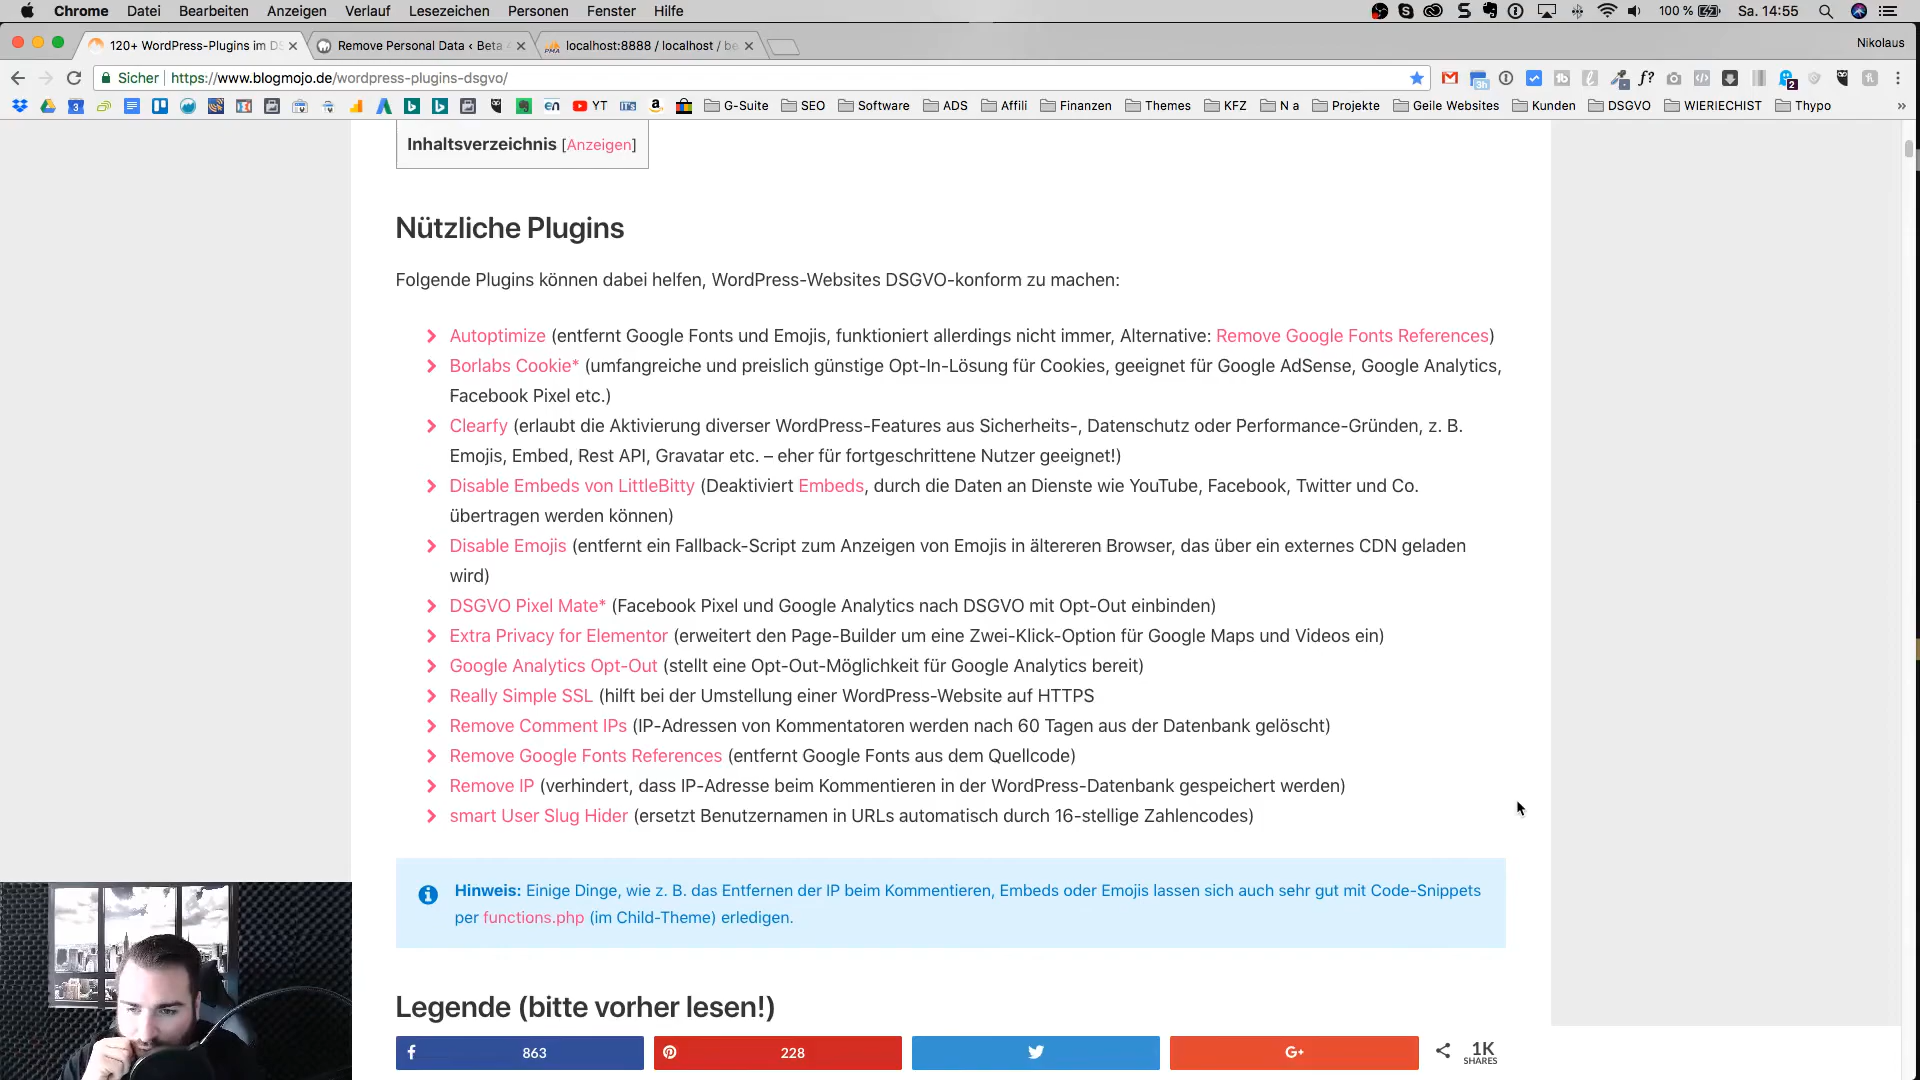 Chrome Datei Bearbeiten Anzeigen Verlauf Lesezeichen Personen Fenster Hilfe 100 % Sa. 14:55
120+ WordPress-Plugins im DS Remove Personal Data ‹ Beta 4 localhost:8888 / localhost / be Nikolaus
Sicher https://www.blogmojo.de/wordpress-plugins-dsgvo/
YT G-Suite SEO Software ADS Affili Finanzen Themes KFZ N a Projekte Geile Websites Kunden DSGVO WIERIECHIST Thypo »
Inhaltsverzeichnis [Anzeigen]
Nützliche Plugins
Folgende Plugins können dabei helfen, WordPress-Websites DSGVO-konform zu machen:
Autoptimize (entfernt Google Fonts und Emojis, funktioniert allerdings nicht immer, Alternative: Remove Google Fonts References)
Borlabs Cookie* (umfangreiche und preislich günstige Opt-In-Lösung für Cookies, geeignet für Google AdSense, Google Analytics,
Facebook Pixel etc.)
Clearfy (erlaubt die Aktivierung diverser WordPress-Features aus Sicherheits-, Datenschutz oder Performance-Gründen, z. B.
Emojis, Embed, Rest API, Gravatar etc. – eher für fortgeschrittene Nutzer geeignet!)
Disable Embeds von LittleBitty (Deaktiviert Embeds, durch die Daten an Dienste wie YouTube, Facebook, Twitter und Co.
übertragen werden können)
Disable Emojis (entfernt ein Fallback-Script zum Anzeigen von Emojis in ältereren Browser, das über ein externes CDN geladen
wird)
DSGVO Pixel Mate* (Facebook Pixel und Google Analytics nach DSGVO mit Opt-Out einbinden)
Extra Privacy for Elementor (erweitert den Page-Builder um eine Zwei-Klick-Option für Google Maps und Videos ein)
Google Analytics Opt-Out (stellt eine Opt-Out-Möglichkeit für Google Analytics bereit)
Really Simple SSL (hilft bei der Umstellung einer WordPress-Website auf HTTPS
Remove Comment IPs (IP-Adressen von Kommentatoren werden nach 60 Tagen aus der Datenbank gelöscht)
Remove Google Fonts References (entfernt Google Fonts aus dem Quellcode)
Remove IP (verhindert, dass IP-Adresse beim Kommentieren in der WordPress-Datenbank gespeichert werden)
smart User Slug Hider (ersetzt Benutzernamen in URLs automatisch durch 16-stellige Zahlencodes)
Hinweis: Einige Dinge, wie z. B. das Entfernen der IP beim Kommentieren, Embeds oder Emojis lassen sich auch sehr gut mit Code-Snippets
per functions.php (im Child-Theme) erledigen.
Legende (bitte vorher lesen!)
863 228 G+ 1K
SHARES